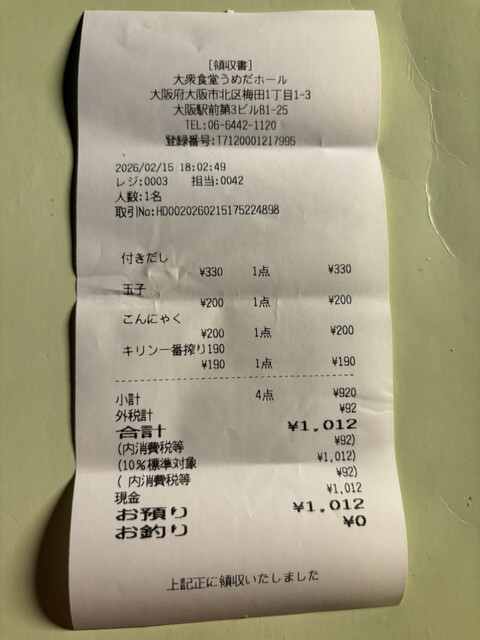 [領収書]
大衆食堂うめだホール
大阪府大阪市北区梅田1丁目1-3
大阪駅前第3ビルB1-25
TEL:06-6442-1120
登録番号:T7120001217995
2026/02/15 18:02:49
レジ:0003 担当:0042
人数:1名
取引No:HD0020260215175224898
付きだし
¥330 1点 ¥330
玉子
¥200 1点 ¥200
こんにゃく
¥200 1点 ¥200
キリン一番搾り190
¥190 1点 ¥190
小計 4点 ¥920
外税計 ¥92
合計 ¥1,012
(内消費税等 ¥92)
(10%標準対象 ¥1,012)
( 内消費税等 ¥92)
現金 ¥1,012
お預り ¥1,012
お釣り ¥0
上記正に領収いたしました